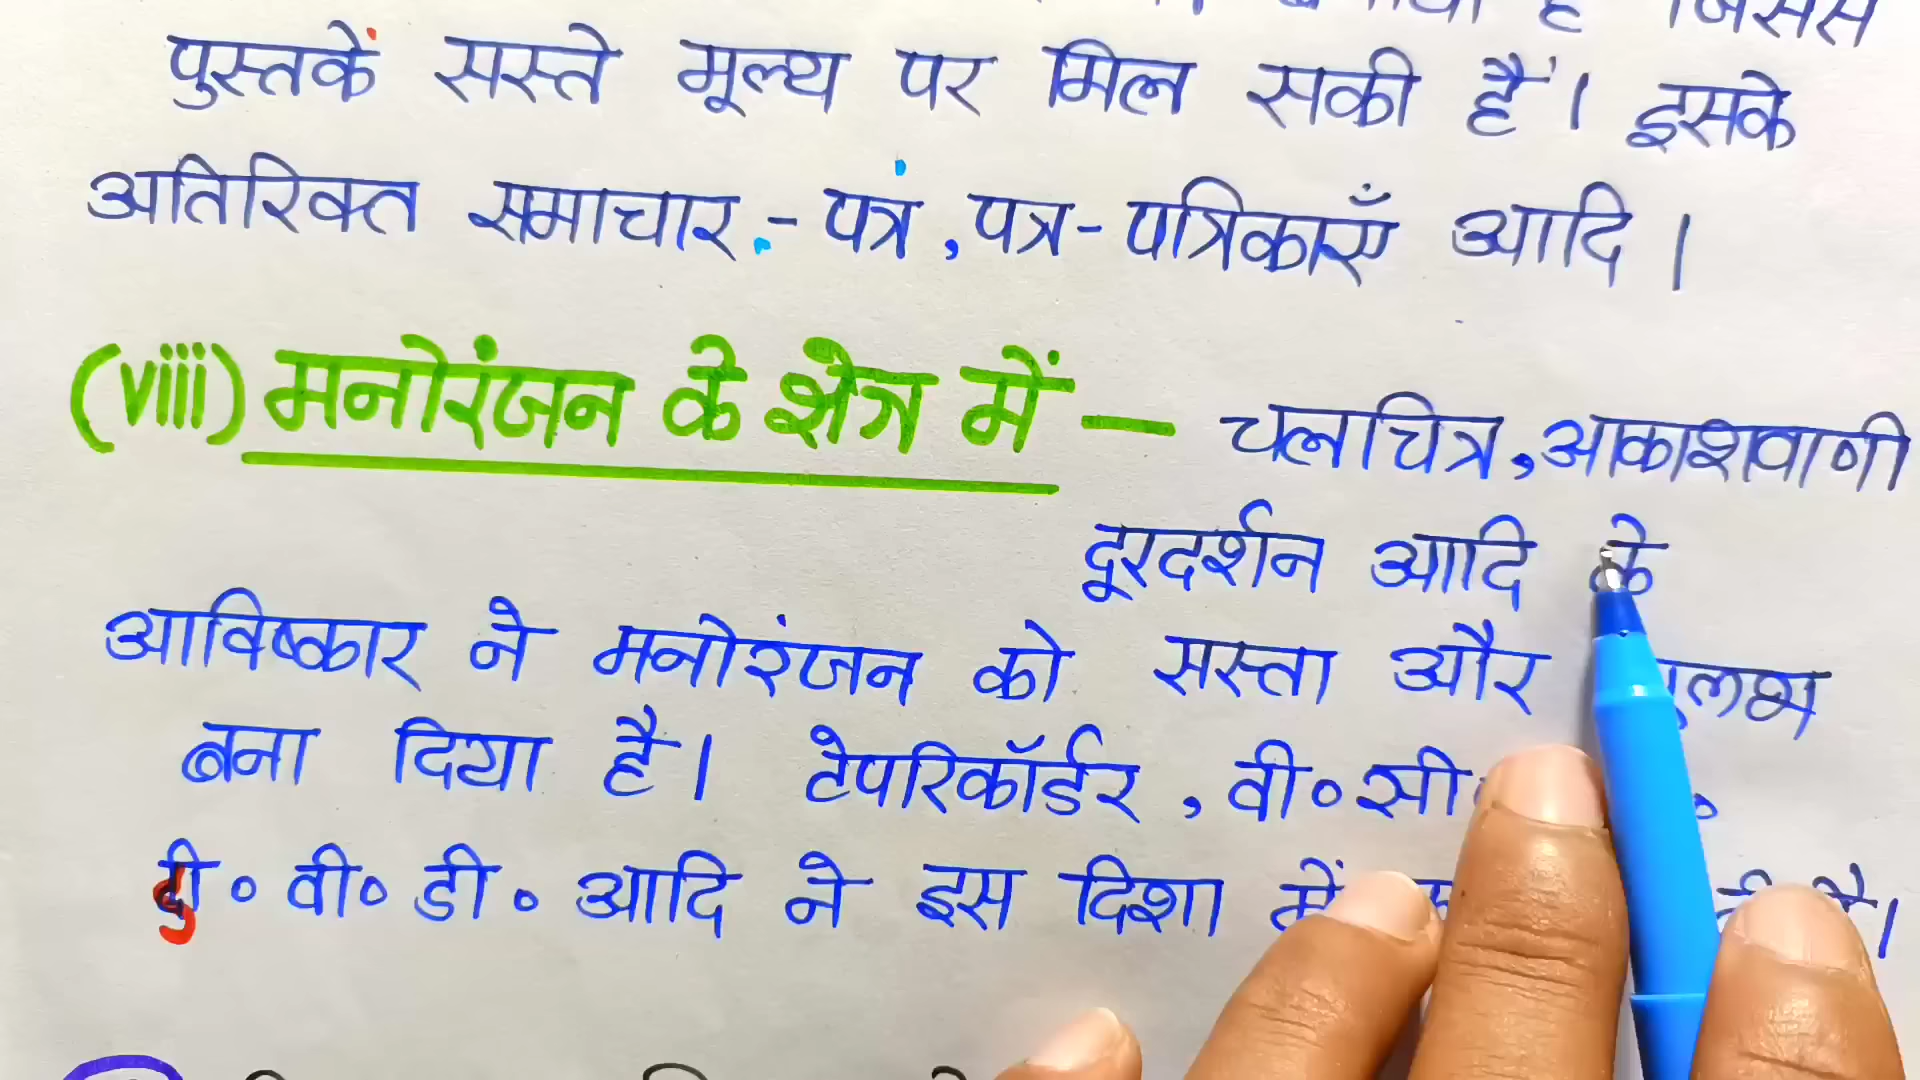 है जिससे
पुस्तकें सस्ते मूल्य पर मिल सकी हैं। इसके
अतिरिक्त समाचार-पत्र, पत्र-पत्रिकाएँ आदि।
(viii) मनोरंजन के क्षेत्र में — चलचित्र, आकाशवाणी
दूरदर्शन आदि के
आविष्कार ने मनोरंजन को सस्ता और
बना दिया है। टेपरिकॉर्डर, वी॰सी
डी॰ वी॰ डी॰ आदि ने इस दिशा में है।